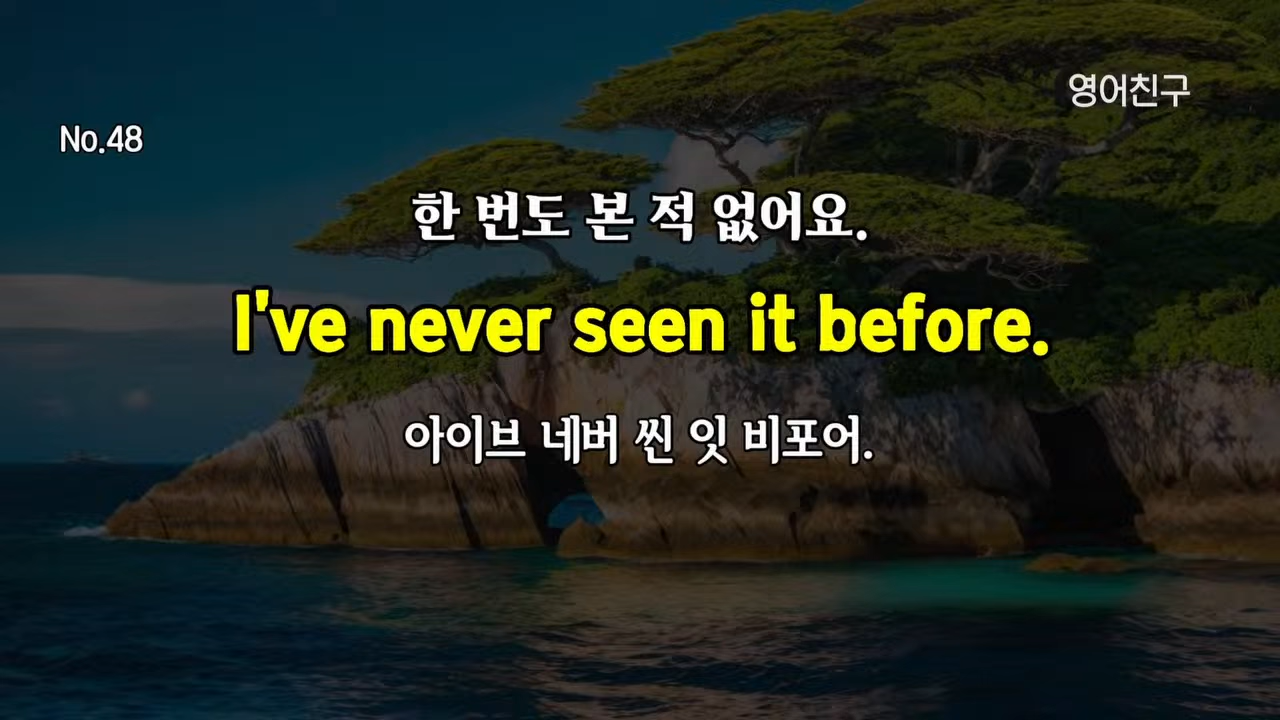 영어친구
No.48
한 번도 본 적 없어요.
I've never seen it before.
아이브 네버 씬 잇 비포어.